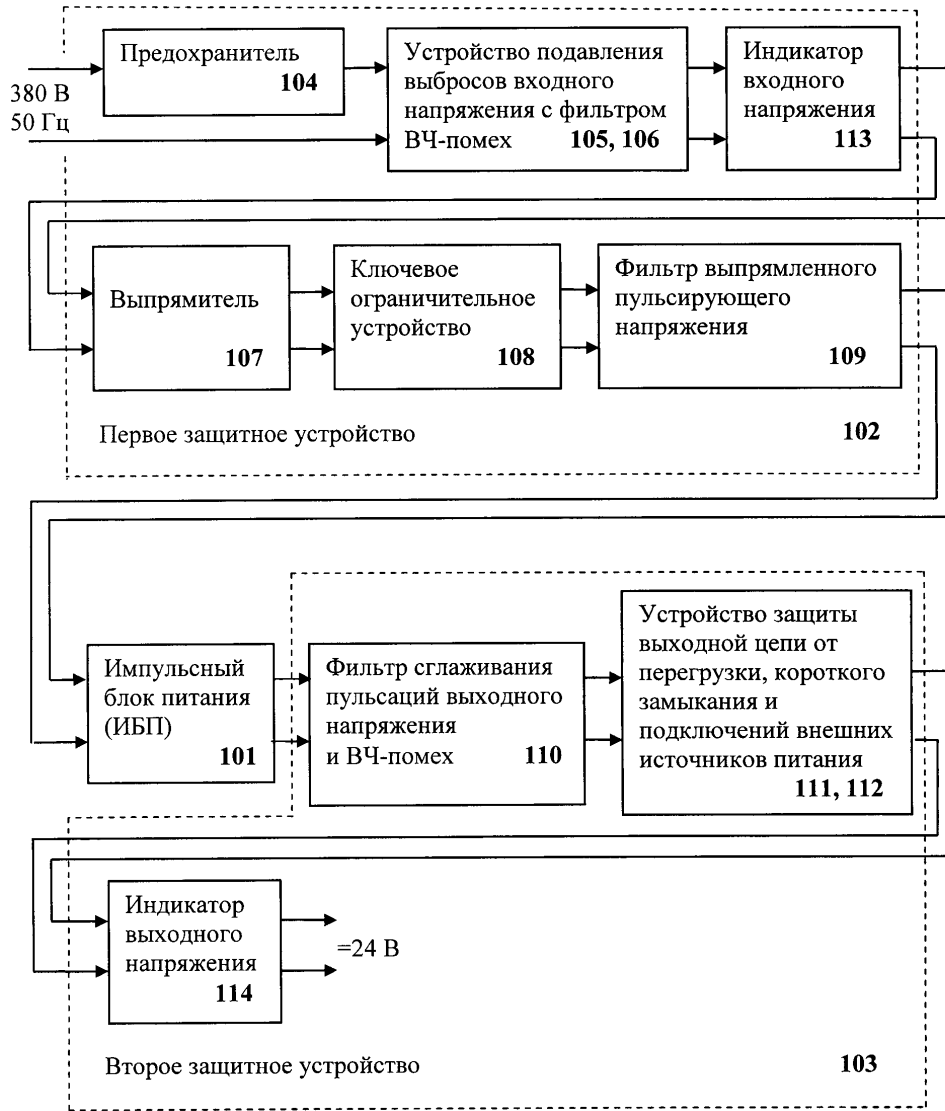 380 В
50 Гц
Предохранитель
104
Устройство подавления
выбросов входного
напряжения с фильтром
ВЧ-помех 105, 106
Индикатор
входного
напряжения
113
Выпрямитель
107
Ключевое
ограничительное
устройство
108
Фильтр выпрямленного
пульсирующего
напряжения
109
Первое защитное устройство 102
Импульсный
блок питания
(ИБП)
101
Фильтр сглаживания
пульсаций выходного
напряжения
и ВЧ-помех 110
Устройство защиты
выходной цепи от
перегрузки, короткого
замыкания и
подключений внешних
источников питания
111, 112
Индикатор
выходного
напряжения
114
=24 В
Второе защитное устройство 103